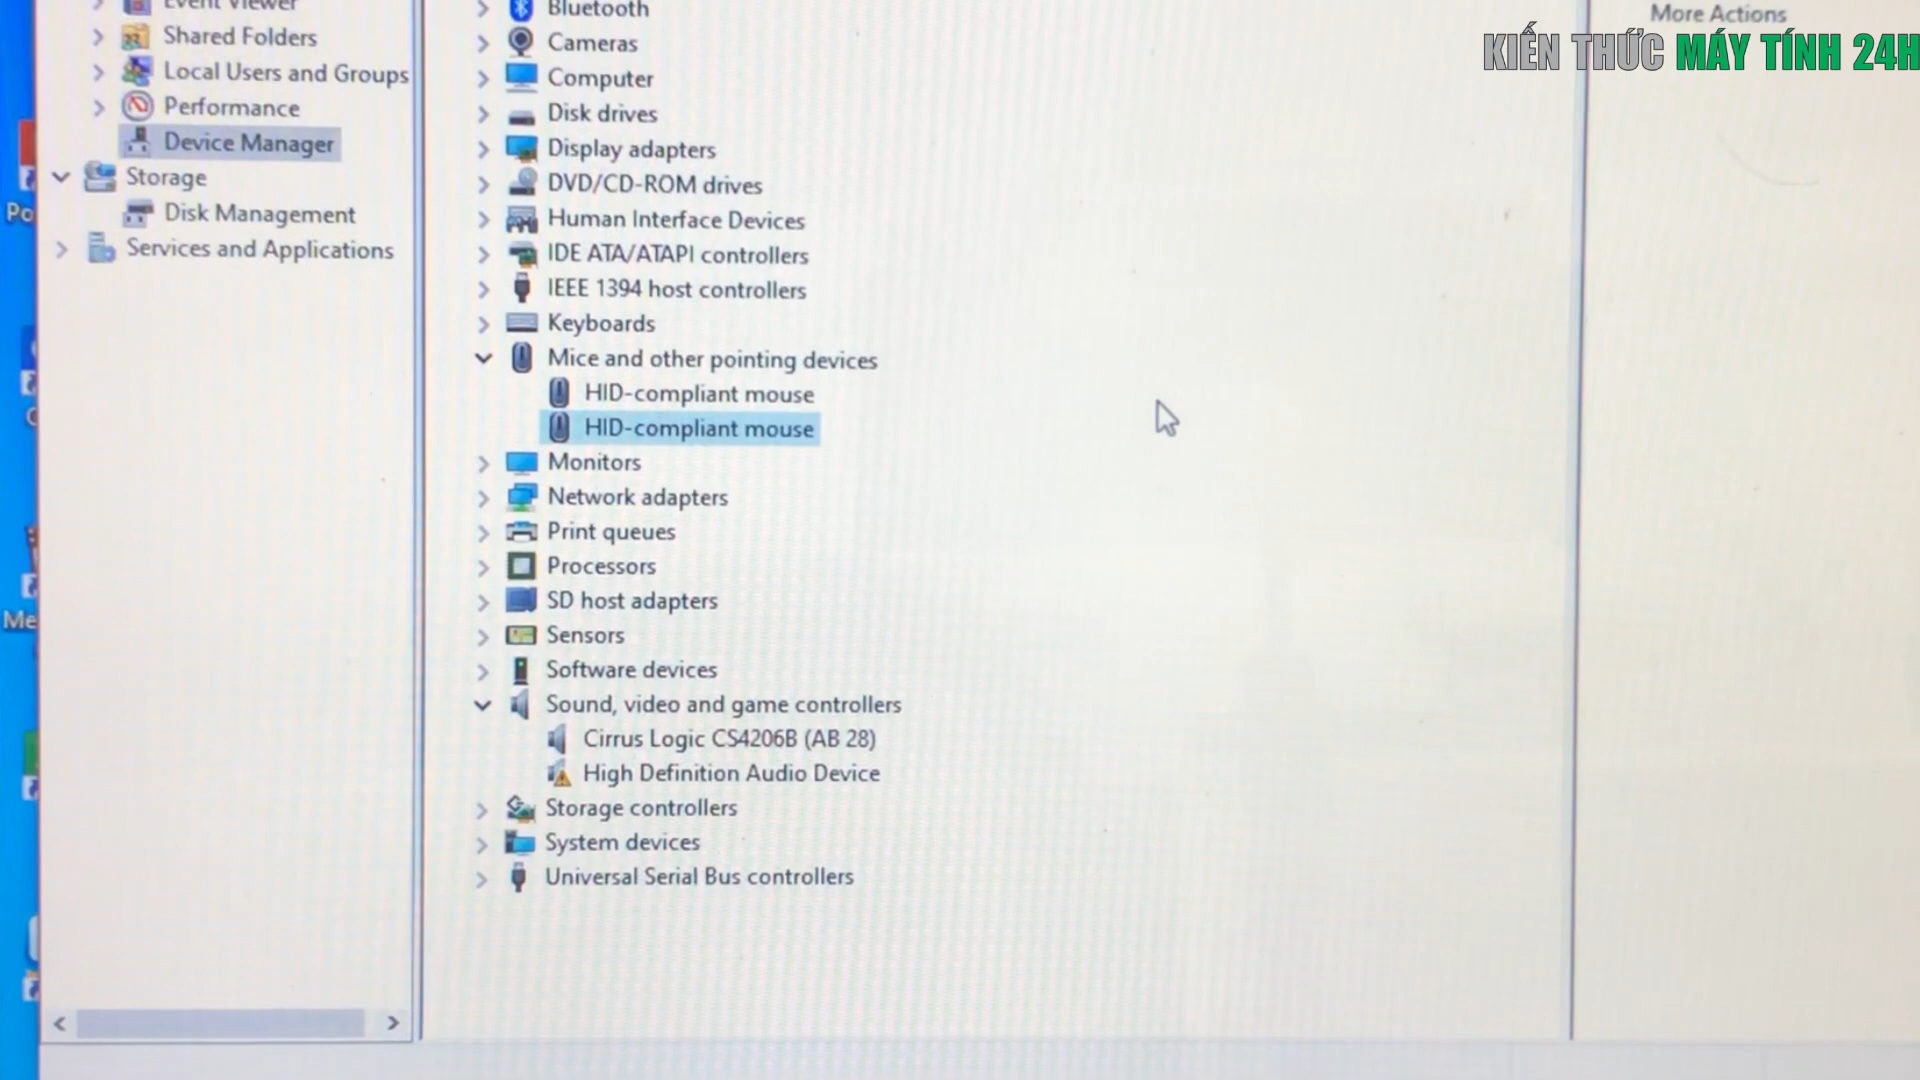 Event Viewer
Shared Folders
Local Users and Groups
Performance
Device Manager
Storage
Disk Management
Services and Applications
Bluetooth
Cameras
Computer
Disk drives
Display adapters
DVD/CD-ROM drives
Human Interface Devices
IDE ATA/ATAPI controllers
IEEE 1394 host controllers
Keyboards
Mice and other pointing devices
HID-compliant mouse
HID-compliant mouse
Monitors
Network adapters
Print queues
Processors
SD host adapters
Sensors
Software devices
Sound, video and game controllers
Cirrus Logic CS4206B (AB 28)
High Definition Audio Device
Storage controllers
System devices
Universal Serial Bus controllers
More Actions
KIẾN THỨC MÁY TÍNH 24H
Po
Me